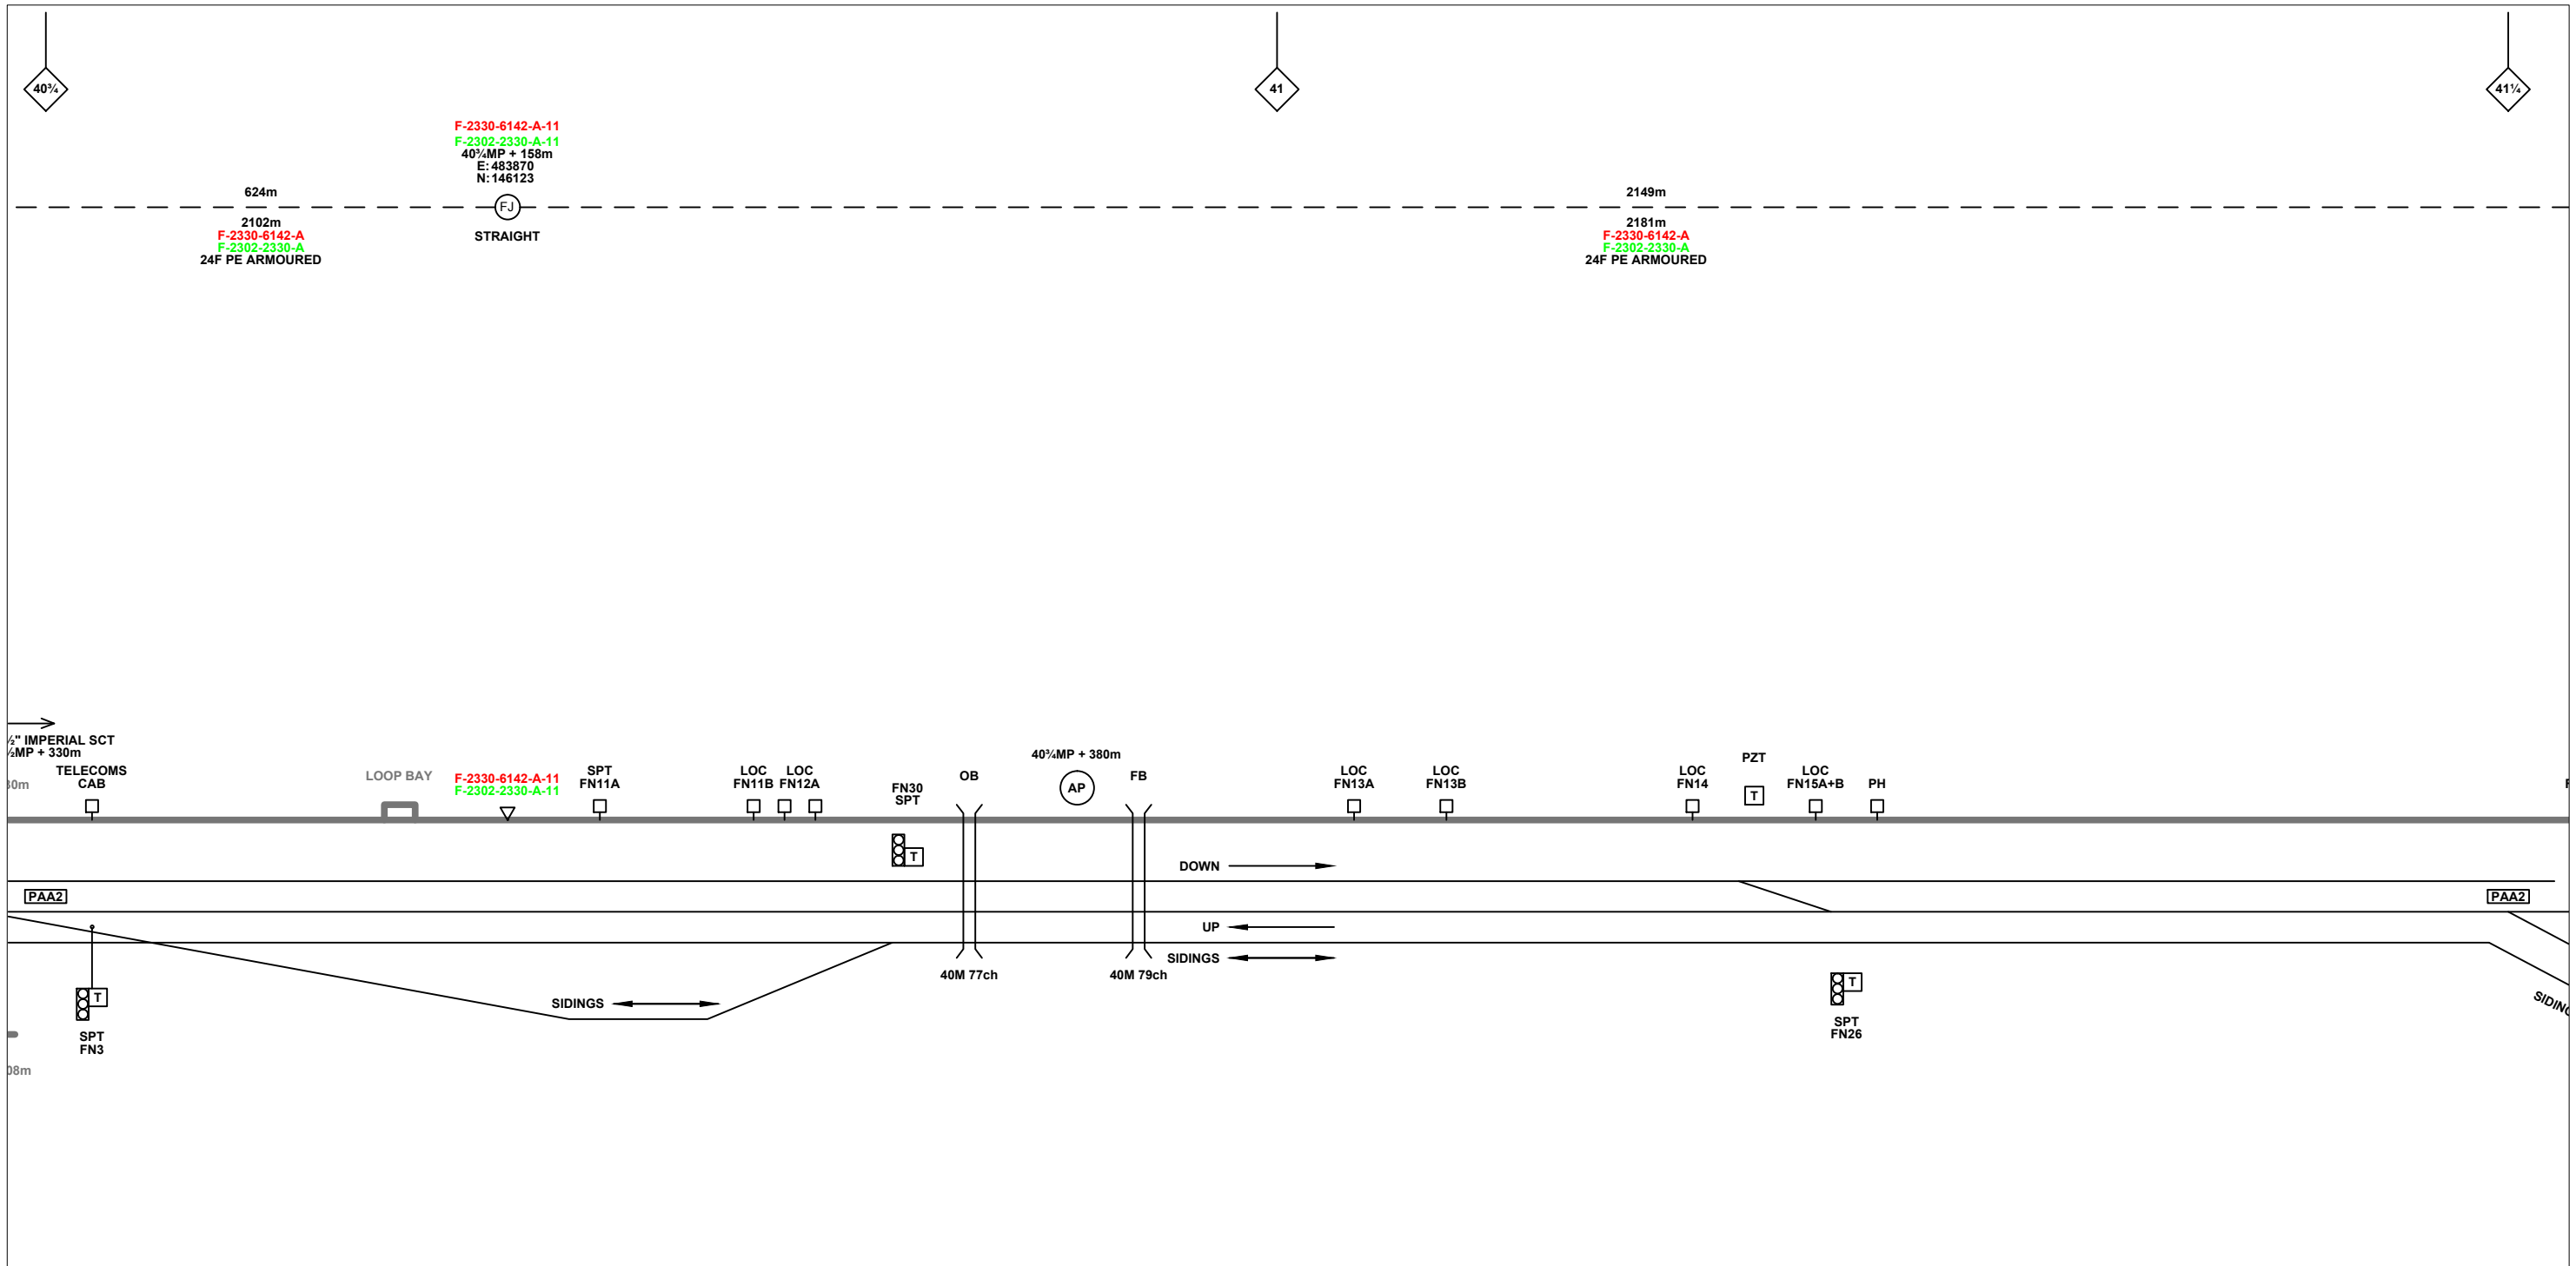 40¾
41
41¼
F-2330-6142-A-11
F-2302-2330-A-11
40¾MP + 158m
E: 483870
N: 146123
624m
FJ
2149m
2102m
F-2330-6142-A
F-2302-2330-A
24F PE ARMOURED
STRAIGHT
2181m
F-2330-6142-A
F-2302-2330-A
24F PE ARMOURED
½" IMPERIAL SCT
½MP + 330m
TELECOMS
CAB
LOOP BAY
F-2330-6142-A-11
F-2302-2330-A-11
SPT
FN11A
LOC
FN11B
LOC
FN12A
FN30
SPT
T
OB
40¾MP + 380m
AP
FB
LOC
FN13A
LOC
FN13B
LOC
FN14
PZT
T
LOC
FN15A+B
PH
DOWN
PAA2
PAA2
UP
SIDINGS
40M 77ch
40M 79ch
SIDINGS
T
SPT
FN3
T
SPT
FN26
08m